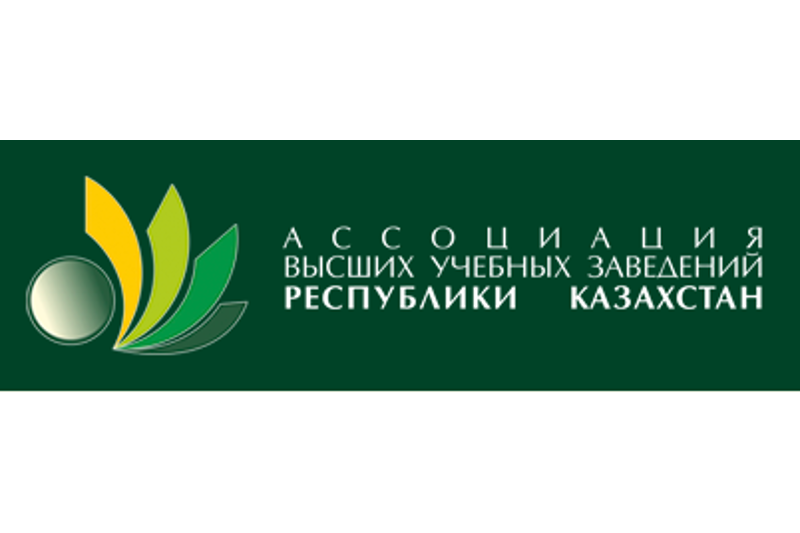 АССОЦИАЦИЯ
ВЫСШИХ УЧЕБНЫХ ЗАВЕДЕНИЙ
РЕСПУБЛИКИ КАЗАХСТАН